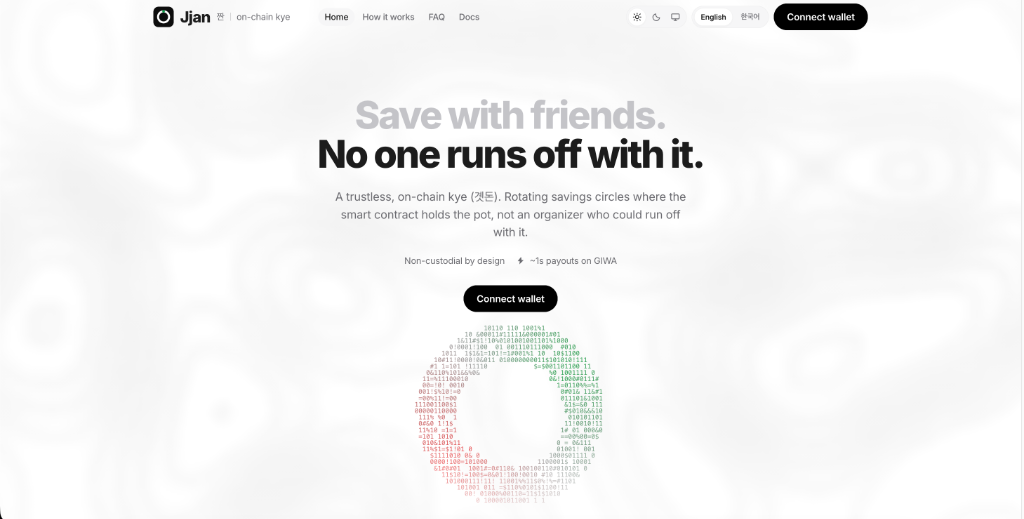 Jjan 짠 on-chain kye Home How it works FAQ Docs English 한국어 Connect wallet
Save with friends.
No one runs off with it.
A trustless, on-chain kye (곗돈). Rotating savings circles where the
smart contract holds the pot, not an organizer who could run off
with it.
Non-custodial by design ~1s payouts on GIWA
Connect wallet